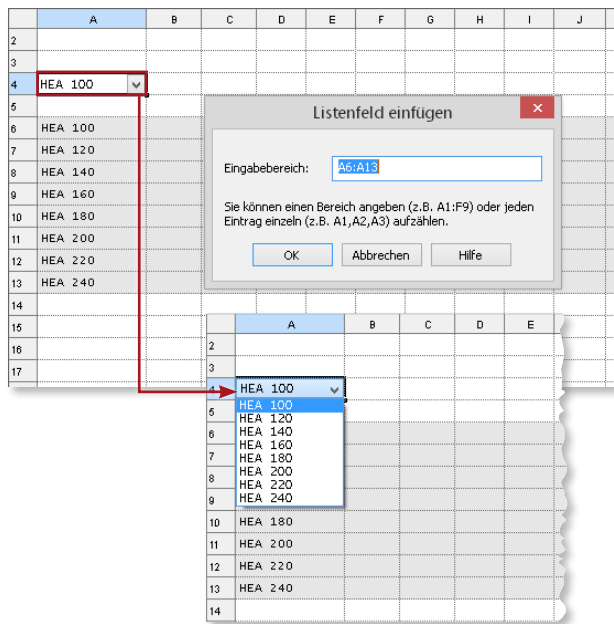 A B C D E F G H I J
2
3
4 HEA 100
5
6 HEA 100
7 HEA 120
8 HEA 140
9 HEA 160
10 HEA 180
11 HEA 200
12 HEA 220
13 HEA 240
14
15
16
17
Listenfeld einfügen
Eingabebereich: A6:A13
Sie können einen Bereich angeben (z.B. A1:F9) oder jeden
Eintrag einzeln (z.B. A1,A2,A3) aufzählen.
OK Abbrechen Hilfe
A B C D E
2
3
4 HEA 100
5 HEA 100
HEA 120
6 HEA 140
HEA 160
7 HEA 180
8 HEA 200
HEA 220
9 HEA 240
10 HEA 180
11 HEA 200
12 HEA 220
13 HEA 240
14